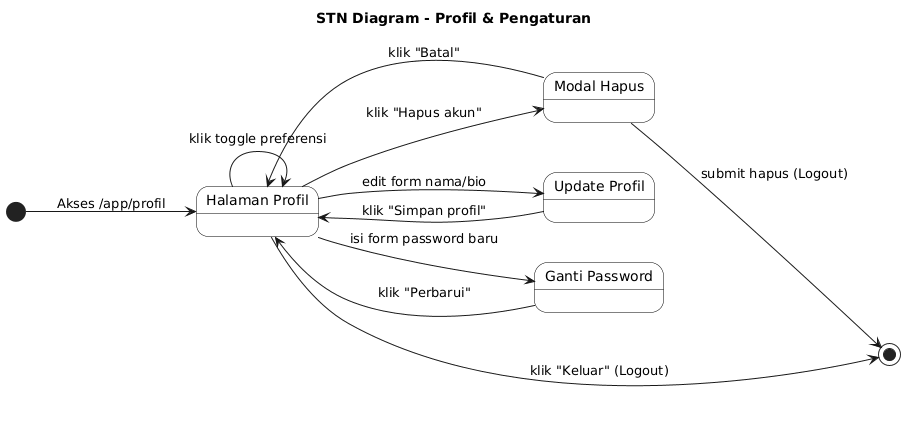 STN Diagram - Profil & Pengaturan
klik "Batal"
Modal Hapus
klik "Hapus akun"
klik toggle preferensi
submit hapus (Logout)
edit form nama/bio
Update Profil
Akses /app/profil
Halaman Profil
klik "Simpan profil"
isi form password baru
Ganti Password
klik "Perbarui"
klik "Keluar" (Logout)